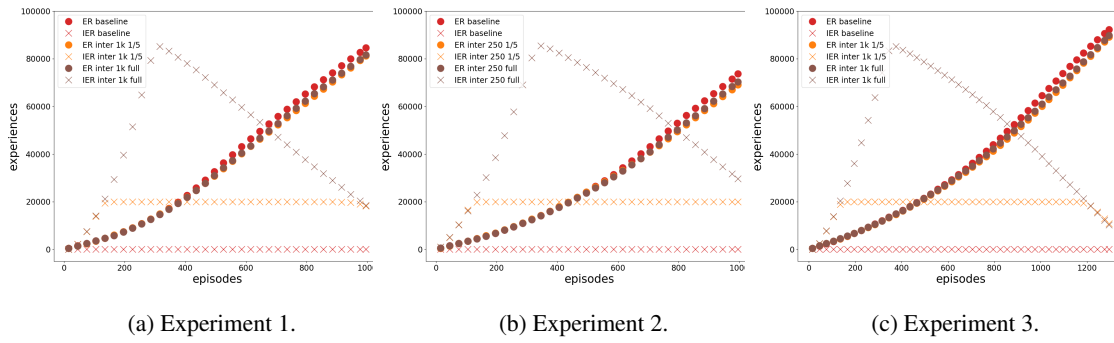 100000
80000
60000
40000
20000
0
experiences
ER baseline
IER baseline
ER inter 1k 1/5
IER inter 1k 1/5
ER inter 1k full
IER inter 1k full
0 200 400 600 800 1000
episodes
(a) Experiment 1.
100000
80000
60000
40000
20000
0
experiences
ER baseline
IER baseline
ER inter 250 1/5
IER inter 250 1/5
ER inter 250 full
IER inter 250 full
0 200 400 600 800 1000
episodes
(b) Experiment 2.
100000
80000
60000
40000
20000
0
experiences
ER baseline
IER baseline
ER inter 1k 1/5
IER inter 1k 1/5
ER inter 1k full
IER inter 1k full
0 200 400 600 800 1000 1200
episodes
(c) Experiment 3.